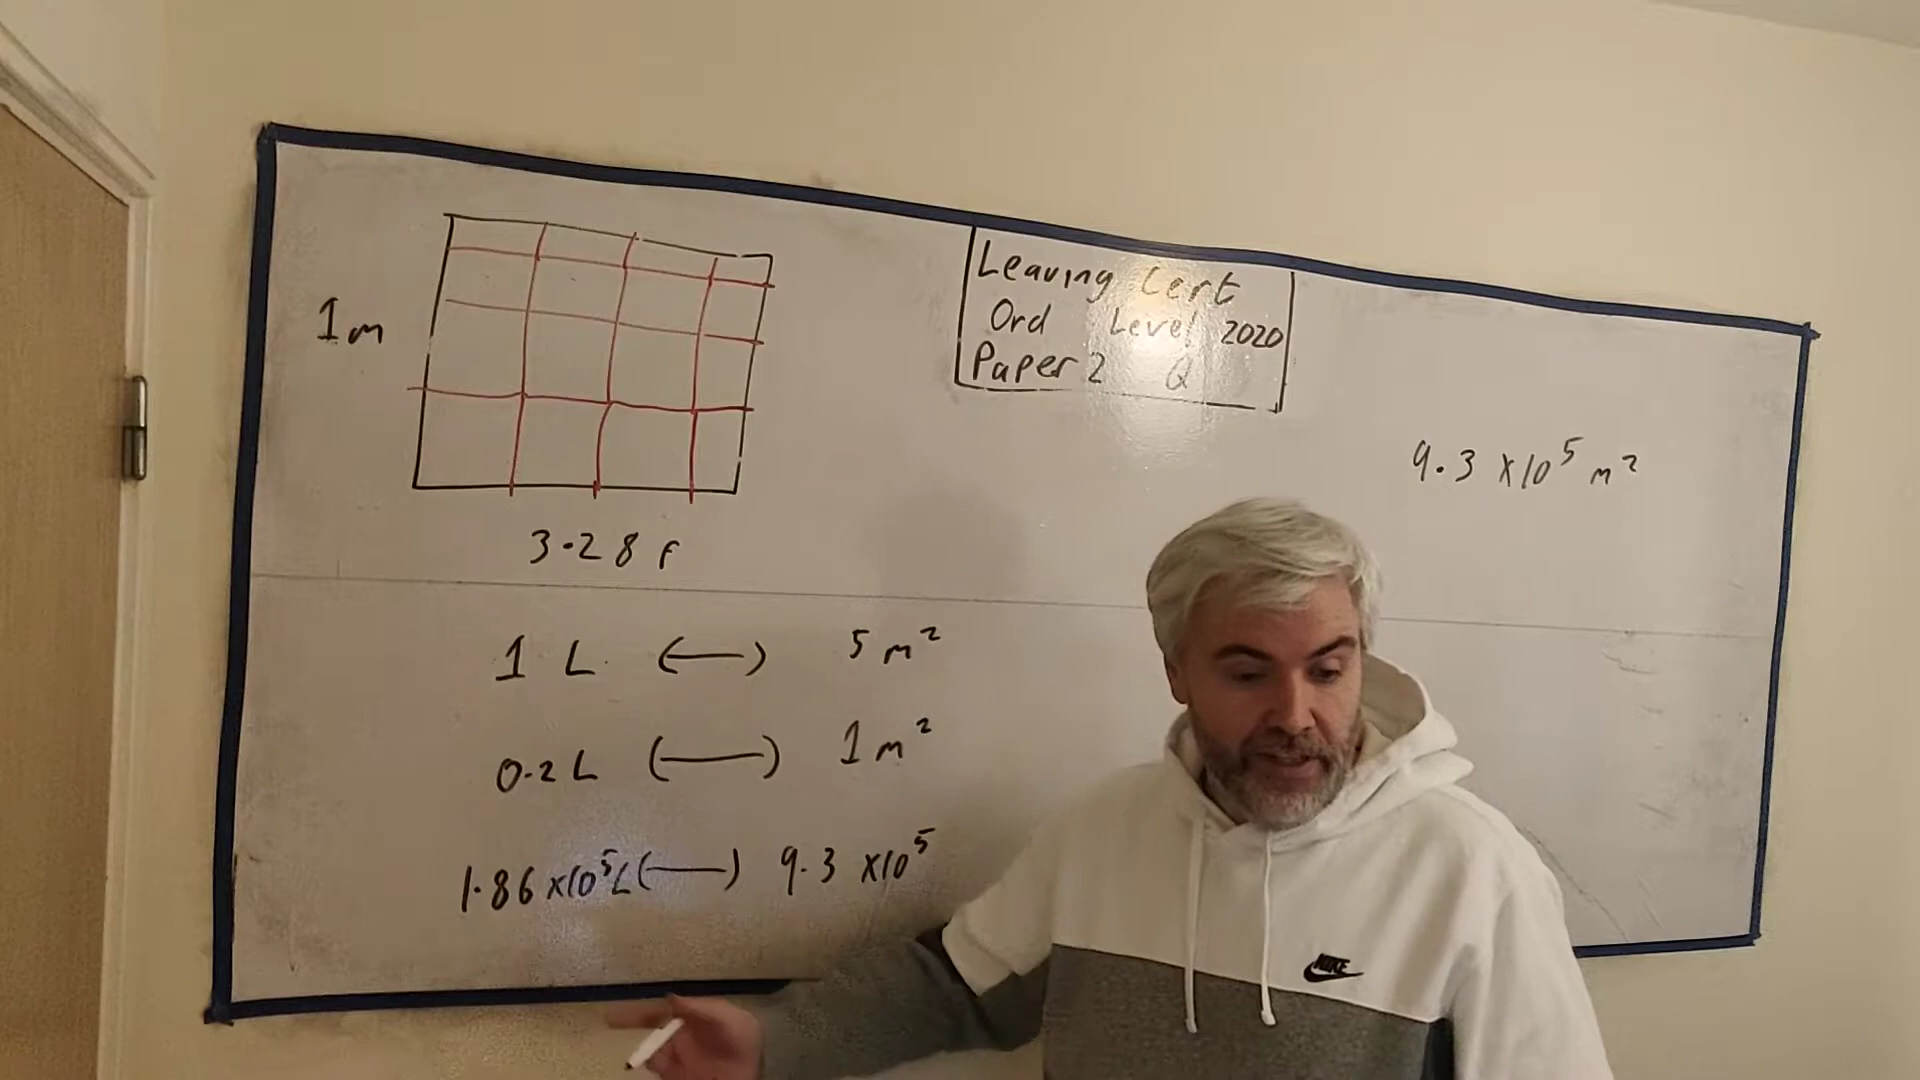 1m
3.28 f
Leaving Cert
Ord Level 2020
Paper 2 Q
9.3 x10⁵ m²
1 L (—) 5 m²
0.2 L (—) 1 m²
1.86 x10⁵ L (—) 9.3 x10⁵
NIKE